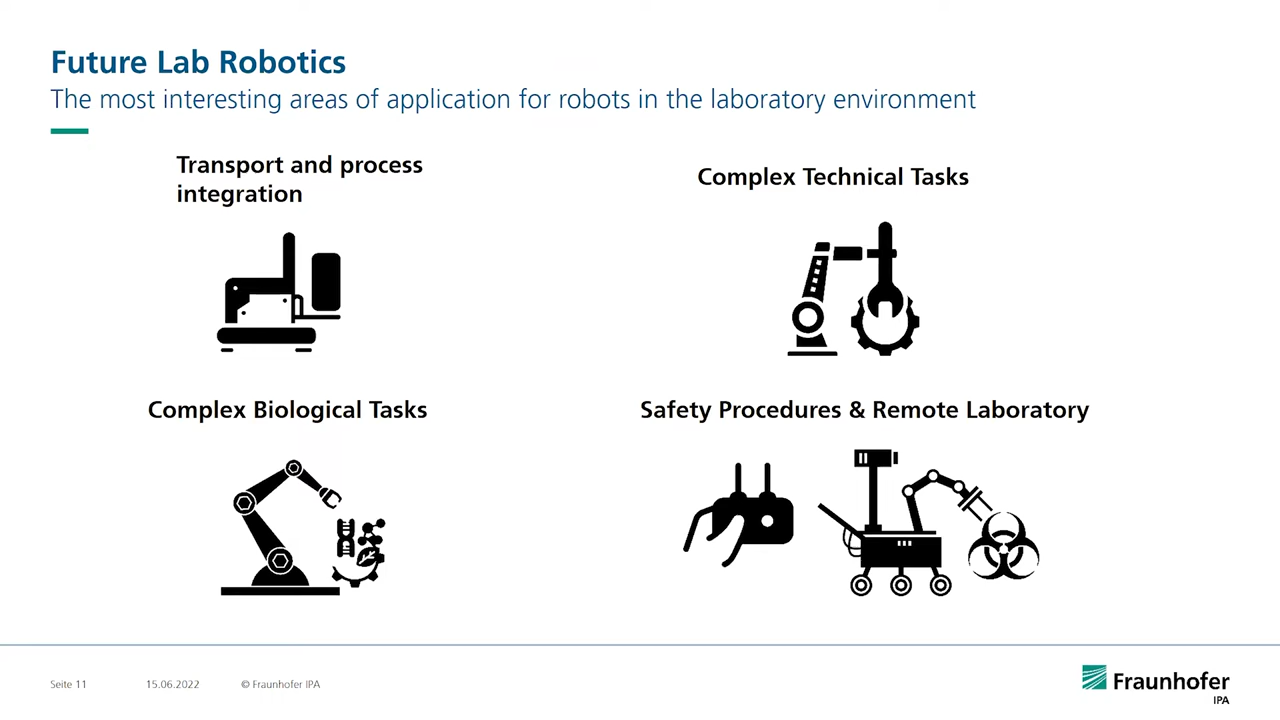 Future Lab Robotics
The most interesting areas of application for robots in the laboratory environment
Transport and process
integration
Complex Technical Tasks
Complex Biological Tasks
Safety Procedures & Remote Laboratory
Seite 11
15.06.2022
© Fraunhofer IPA
Fraunhofer
IPA